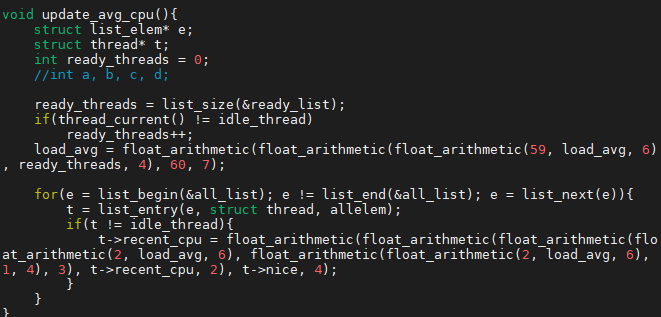 void update_avg_cpu(){
    struct list_elem* e;
    struct thread* t;
    int ready_threads = 0;
    //int a, b, c, d;

    ready_threads = list_size(&ready_list);
    if(thread_current() != idle_thread)
        ready_threads++;
    load_avg = float_arithmetic(float_arithmetic(float_arithmetic(59, load_avg, 6)
, ready_threads, 4), 60, 7);

    for(e = list_begin(&all_list); e != list_end(&all_list); e = list_next(e)){
        t = list_entry(e, struct thread, allelem);
        if(t != idle_thread){
            t->recent_cpu = float_arithmetic(float_arithmetic(float_arithmetic(flo
at_arithmetic(2, load_avg, 6), float_arithmetic(float_arithmetic(2, load_avg, 6),
1, 4), 3), t->recent_cpu, 2), t->nice, 4);
        }
    }
}